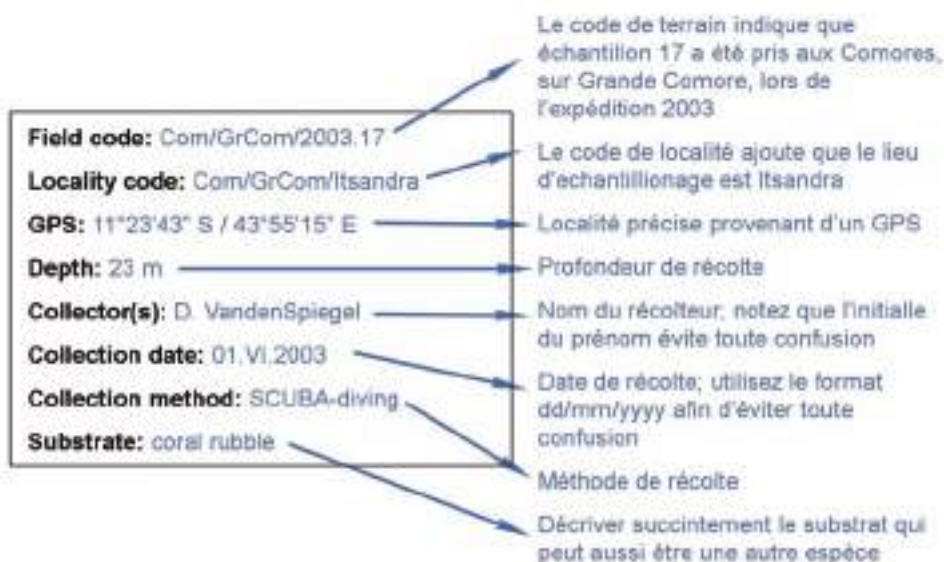 Field code: Com/GrCom/2003.17
Locality code: Com/GrCom/Itsandra
GPS: 11°23'43" S / 43°55'15" E
Depth: 23 m
Collector(s): D. VandenSpiegel
Collection date: 01.VI.2003
Collection method: SCUBA-diving
Substrate: coral rubble
Le code de terrain indique que
échantillon 17 a été pris aux Comores,
sur Grande Comore, lors de
l'expédition 2003
Le code de localité ajoute que le lieu
d'echantillionage est Itsandra
Localité précise provenant d'un GPS
Profondeur de récolte
Nom du récolteur; notez que l'initialle
du prénom évite toute confusion
Date de récolte; utilisez le format
dd/mm/yyyy afin d'éviter toute
confusion
Méthode de récolte
Décriver succintement le substrat qui
peut aussi être une autre espèce